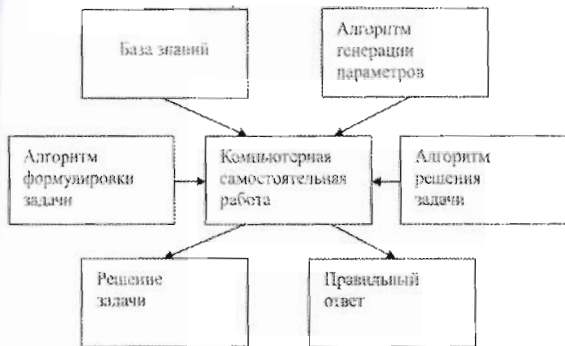 База знаний
Алгоритм
генерации
параметров
Алгоритм
формулировки
задачи
Компьютерная
самостоятельная
работа
Алгоритм
решения
задачи
Решение
задачи
Правильный
ответ